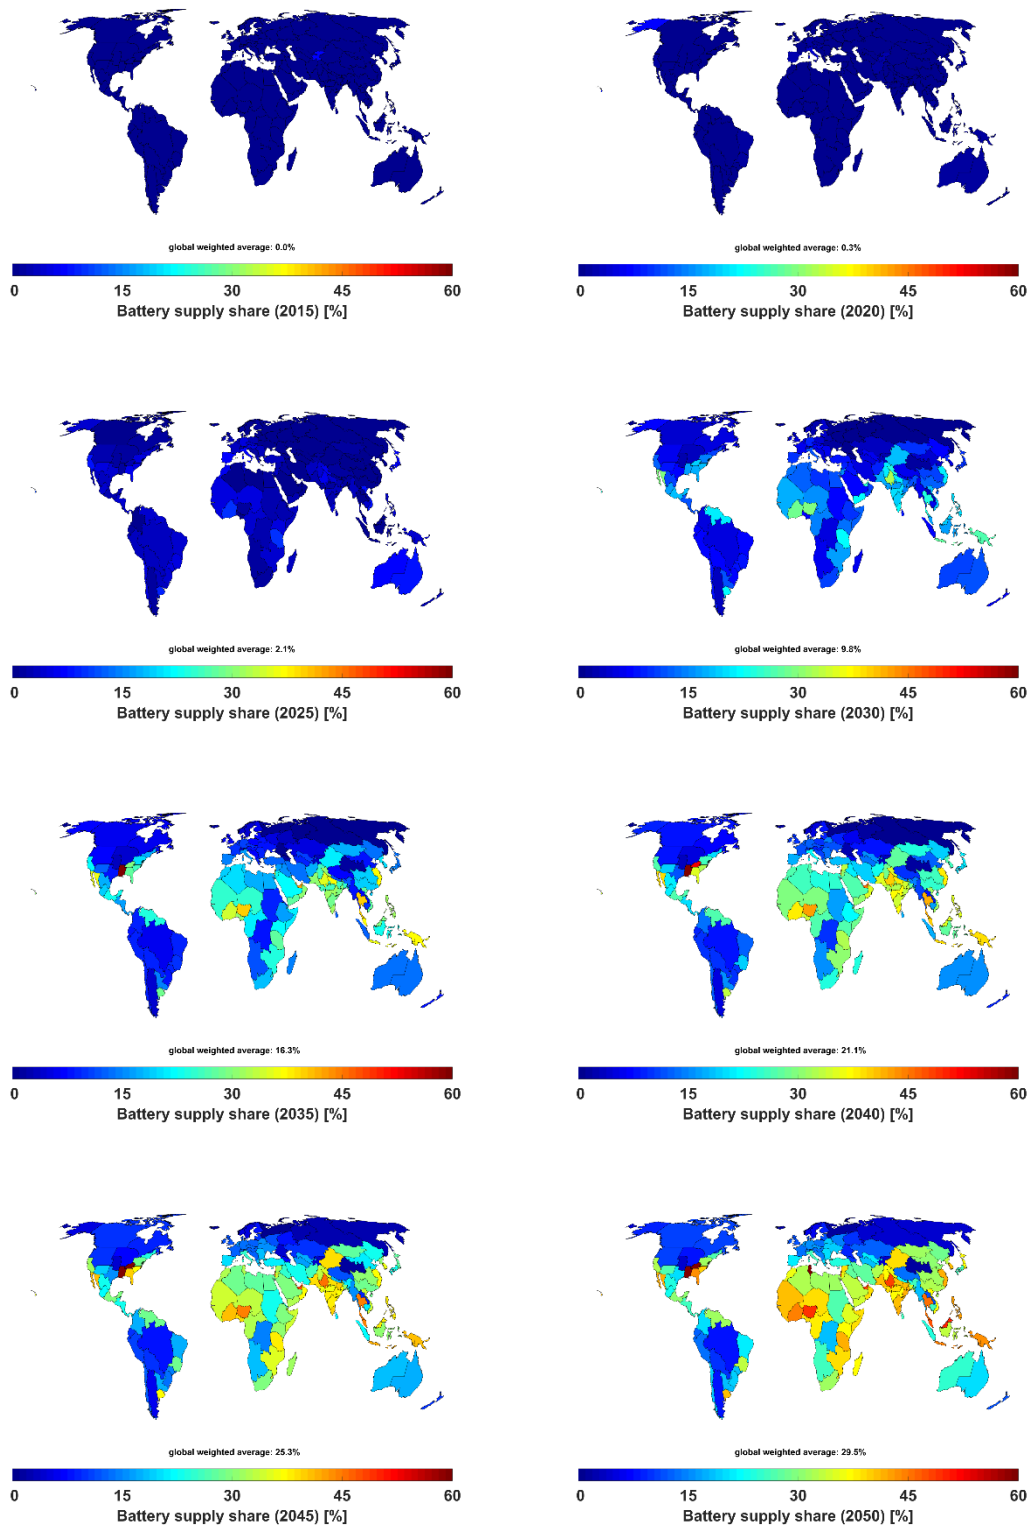 global weighted average: 0.0%
0 15 30 45 60
Battery supply share (2015) [%]
global weighted average: 0.3%
0 15 30 45 60
Battery supply share (2020) [%]
global weighted average: 2.1%
0 15 30 45 60
Battery supply share (2025) [%]
global weighted average: 9.8%
0 15 30 45 60
Battery supply share (2030) [%]
global weighted average: 16.3%
0 15 30 45 60
Battery supply share (2035) [%]
global weighted average: 21.1%
0 15 30 45 60
Battery supply share (2040) [%]
global weighted average: 25.3%
0 15 30 45 60
Battery supply share (2045) [%]
global weighted average: 29.5%
0 15 30 45 60
Battery supply share (2050) [%]